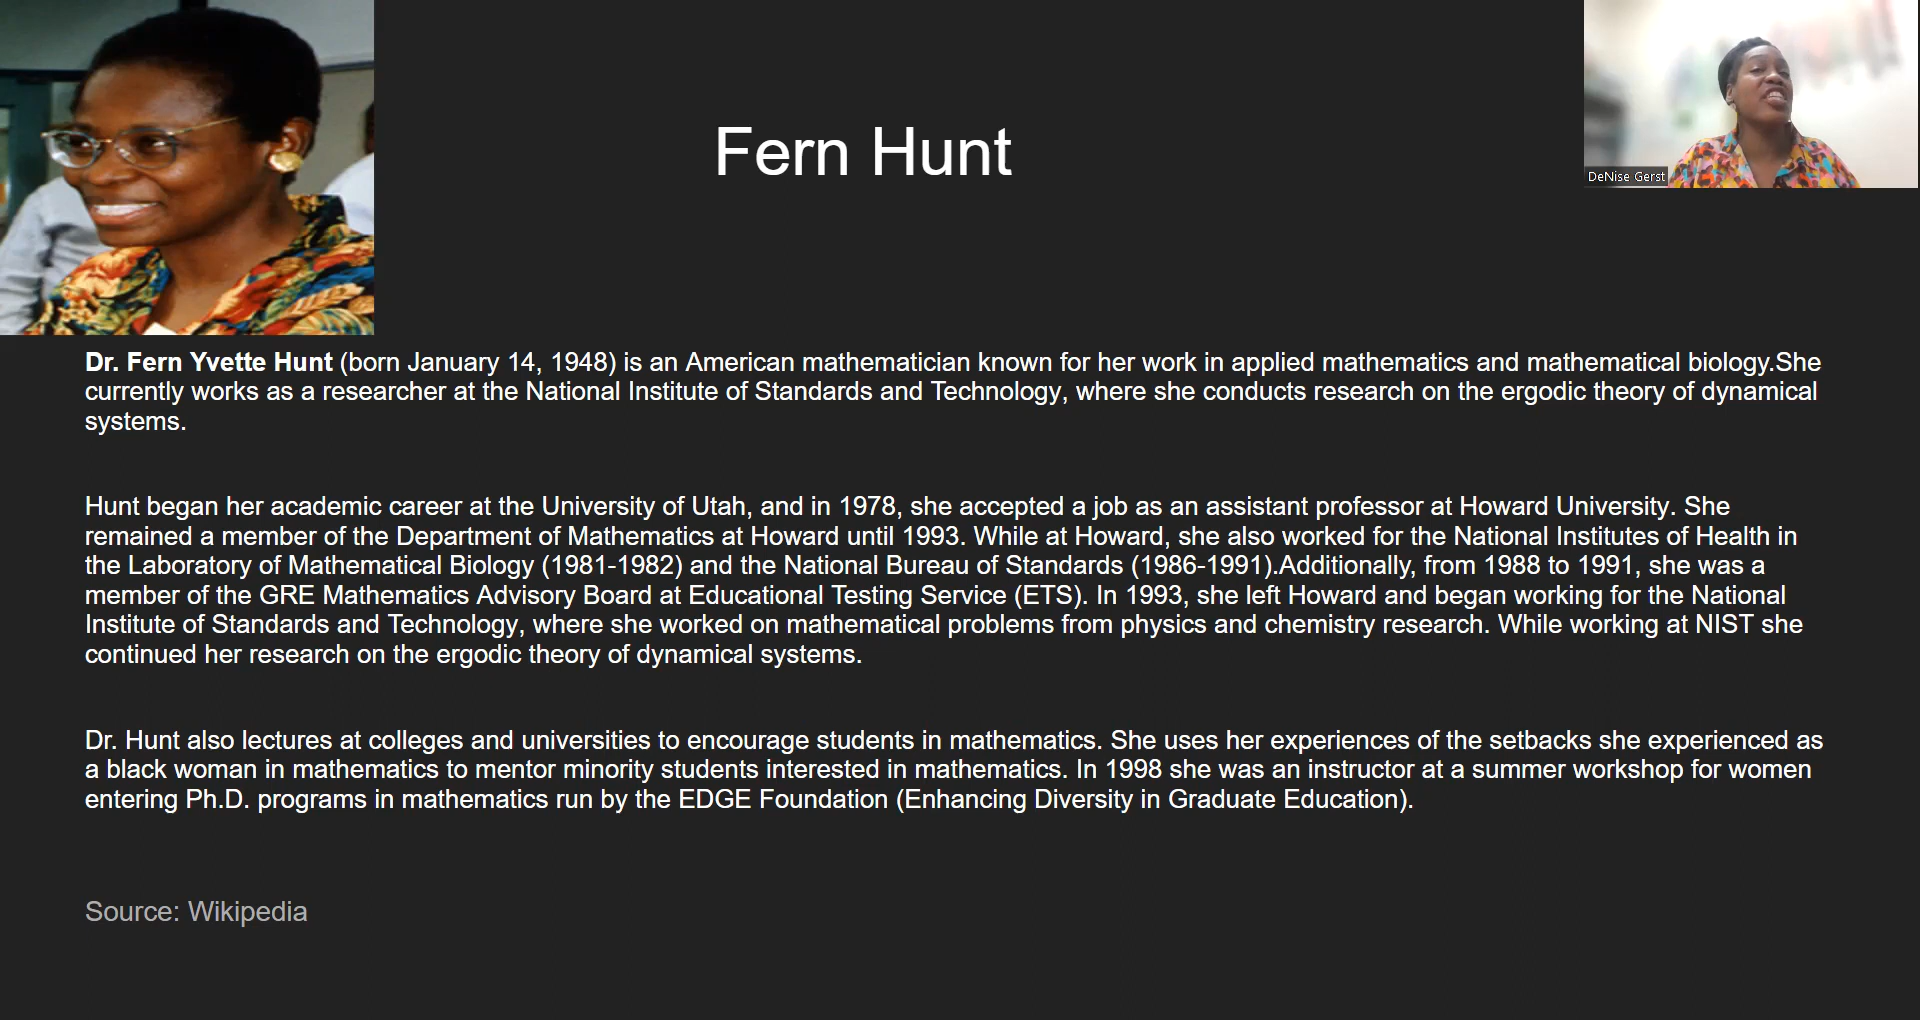 Fern Hunt
DeNise Gerst
Dr. Fern Yvette Hunt (born January 14, 1948) is an American mathematician known for her work in applied mathematics and mathematical biology.She
currently works as a researcher at the National Institute of Standards and Technology, where she conducts research on the ergodic theory of dynamical
systems.
Hunt began her academic career at the University of Utah, and in 1978, she accepted a job as an assistant professor at Howard University. She
remained a member of the Department of Mathematics at Howard until 1993. While at Howard, she also worked for the National Institutes of Health in
the Laboratory of Mathematical Biology (1981-1982) and the National Bureau of Standards (1986-1991).Additionally, from 1988 to 1991, she was a
member of the GRE Mathematics Advisory Board at Educational Testing Service (ETS). In 1993, she left Howard and began working for the National
Institute of Standards and Technology, where she worked on mathematical problems from physics and chemistry research. While working at NIST she
continued her research on the ergodic theory of dynamical systems.
Dr. Hunt also lectures at colleges and universities to encourage students in mathematics. She uses her experiences of the setbacks she experienced as
a black woman in mathematics to mentor minority students interested in mathematics. In 1998 she was an instructor at a summer workshop for women
entering Ph.D. programs in mathematics run by the EDGE Foundation (Enhancing Diversity in Graduate Education).
Source: Wikipedia